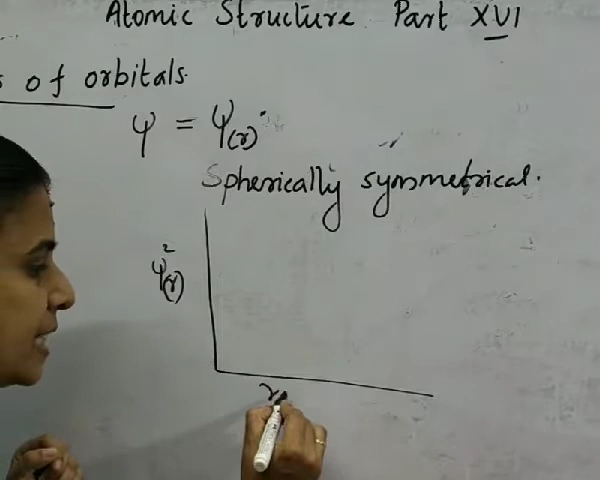 Atomic Structure Part XVI
s of orbitals
ψ = ψ(r)
Spherically symmetrical.
ψ²(r)
r